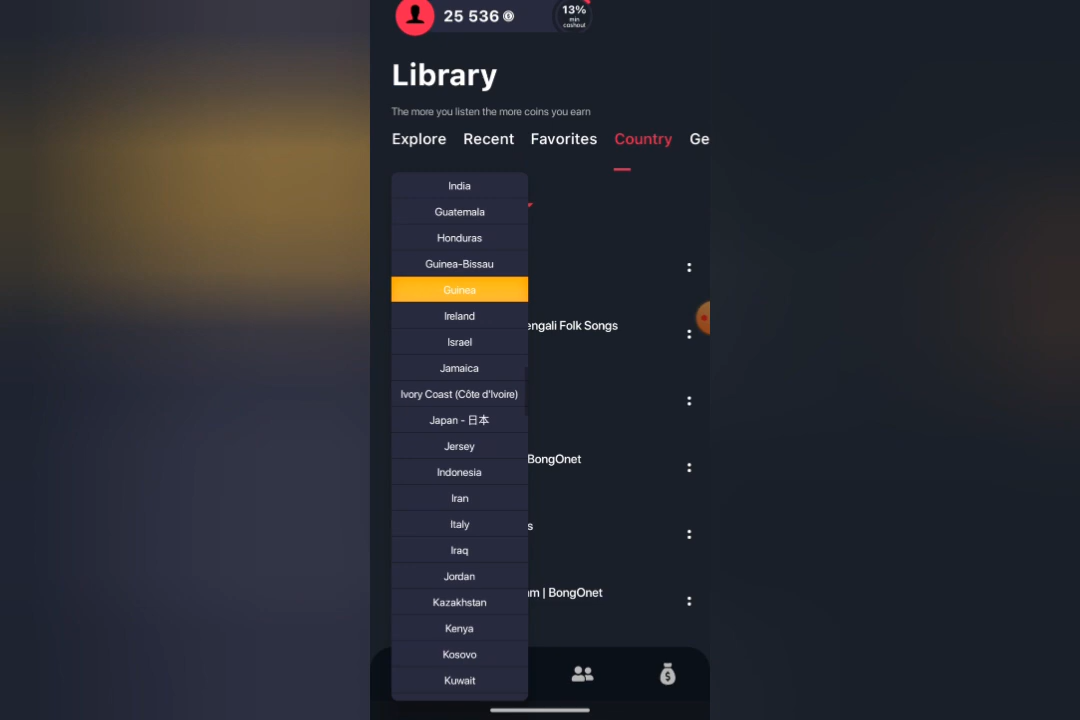 25 536
13%
min
cashout
Library
The more you listen the more coins you earn
Explore Recent Favorites Country Ge
India
Guatemala
Honduras
Guinea-Bissau
Guinea
Ireland
engali Folk Songs
Israel
Jamaica
Ivory Coast (Côte d'Ivoire)
Japan - 日本
Jersey
BongOnet
Indonesia
Iran
Italy
s
Iraq
Jordan
Kazakhstan
am | BongOnet
Kenya
Kosovo
Kuwait